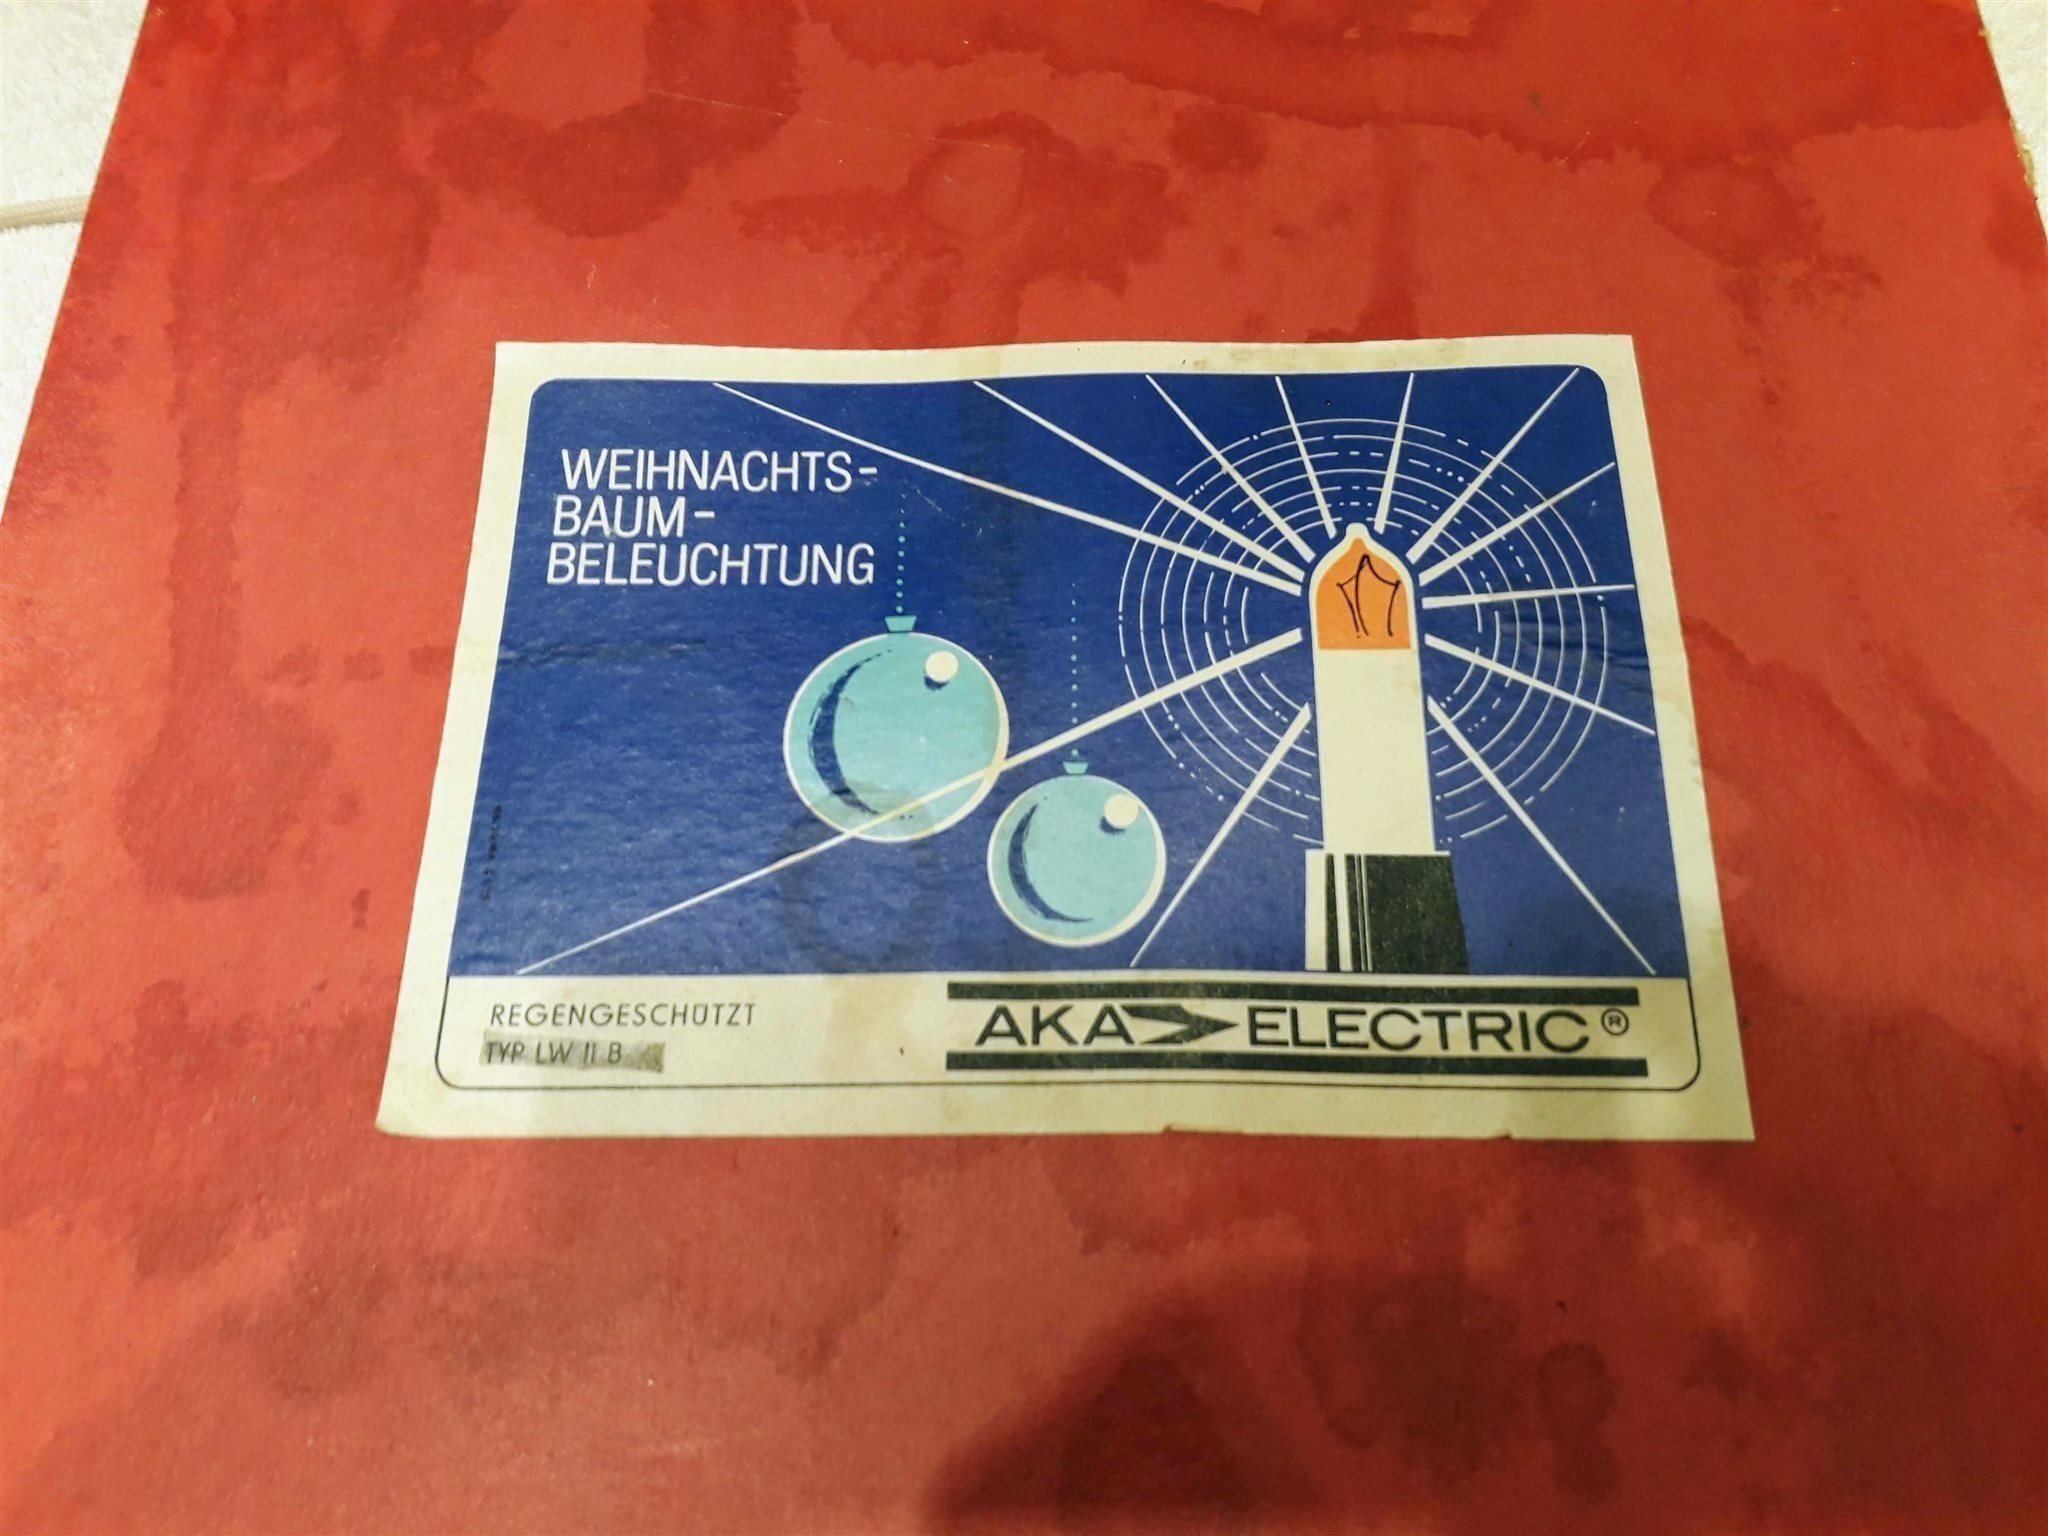 WEIHNACHTS-
BAUM-
BELEUCHTUNG
REGENGESCHÜTZT
TYP LW II B
AKA ELECTRIC ®